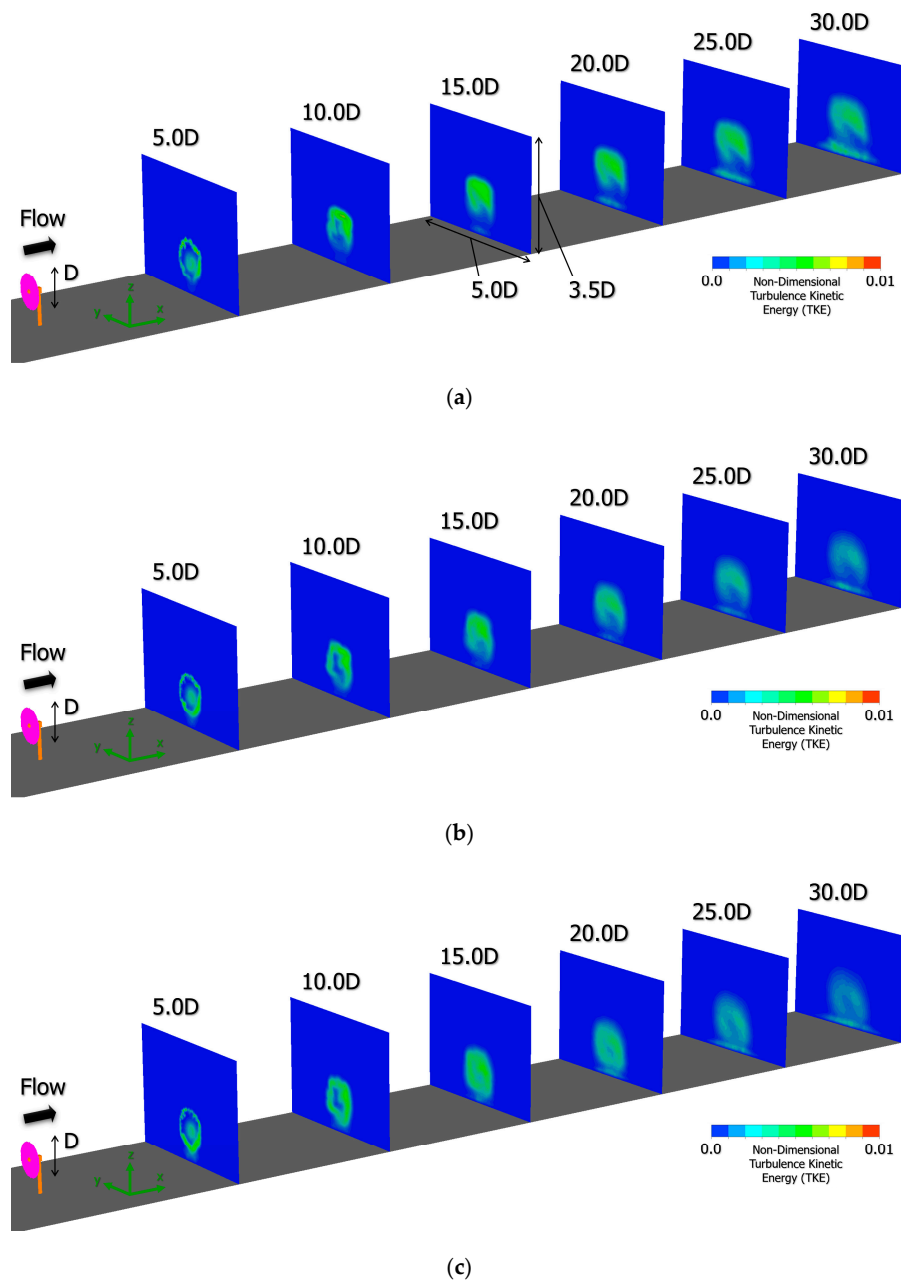 30.0D
25.0D
20.0D
15.0D
10.0D
5.0D
Flow
D
z
y
x
5.0D
3.5D
0.0
0.01
Non-Dimensional
Turbulence Kinetic
Energy (TKE)
(a)
30.0D
25.0D
20.0D
15.0D
10.0D
5.0D
Flow
D
z
y
x
0.0
0.01
Non-Dimensional
Turbulence Kinetic
Energy (TKE)
(b)
30.0D
25.0D
20.0D
15.0D
10.0D
5.0D
Flow
D
z
y
x
0.0
0.01
Non-Dimensional
Turbulence Kinetic
Energy (TKE)
(c)